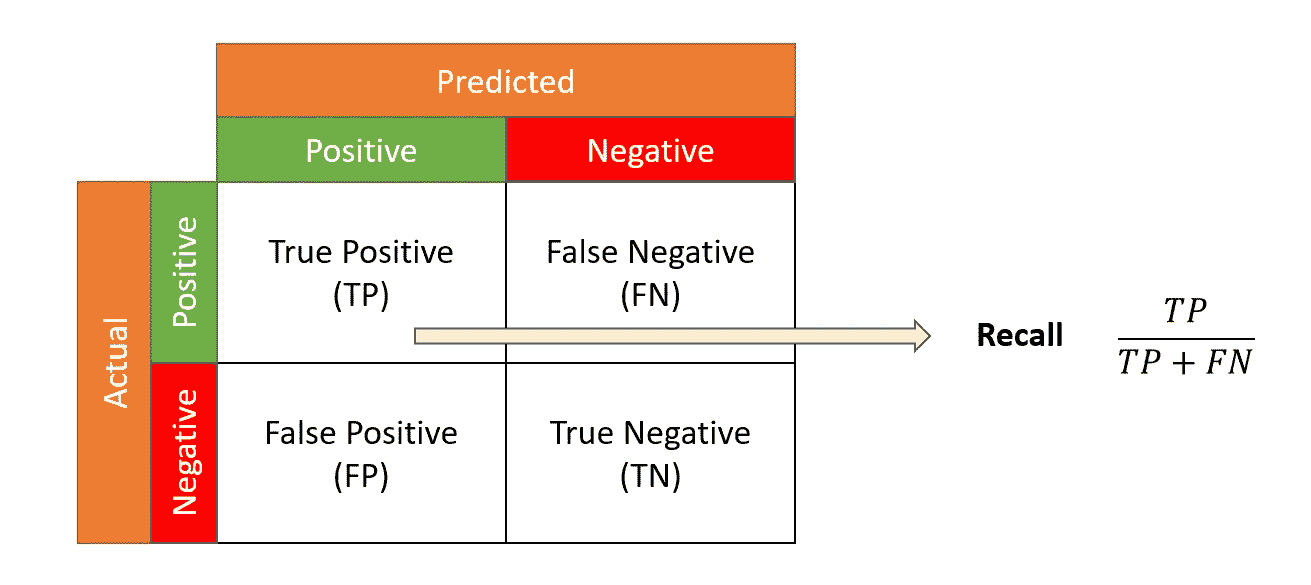 Predicted
Positive
Negative
Actual
Positive
True Positive
(TP)
False Negative
(FN)
Recall
TP
TP + FN
Negative
False Positive
(FP)
True Negative
(TN)